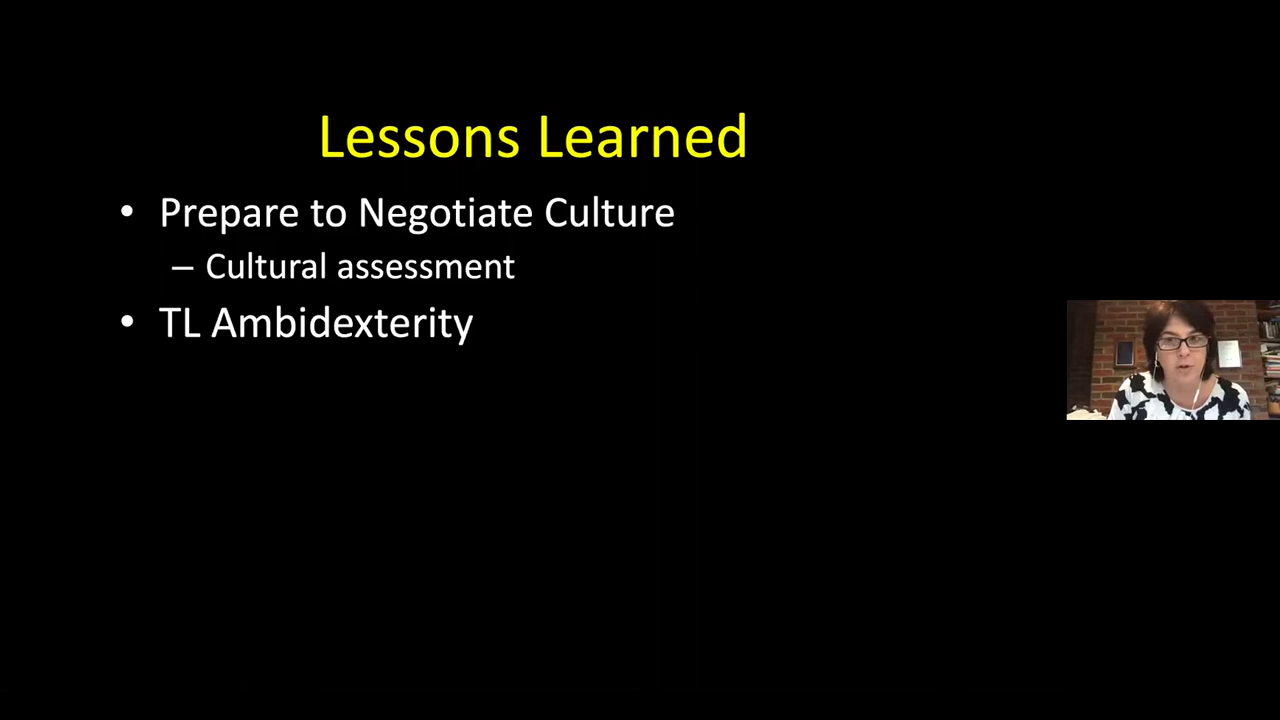 Lessons Learned
• Prepare to Negotiate Culture
– Cultural assessment
• TL Ambidexterity